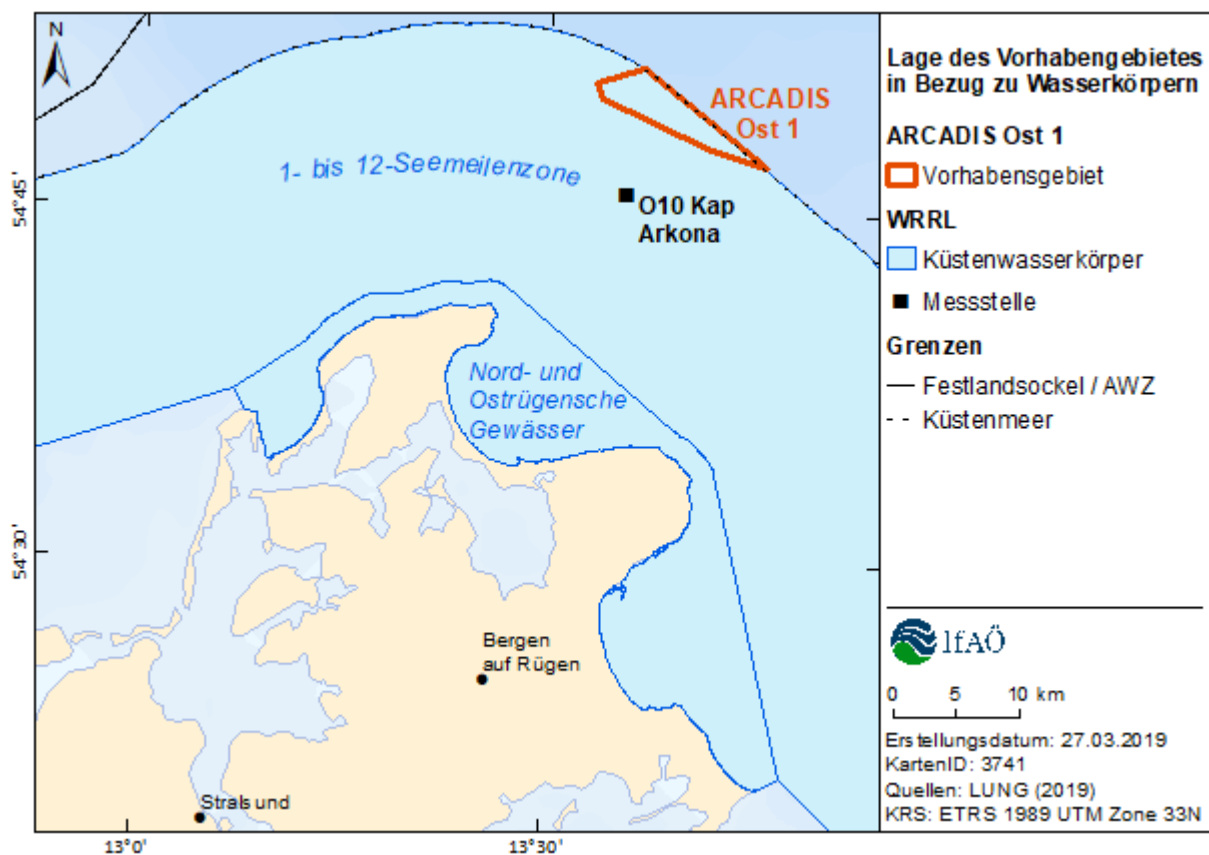 N
ARCADIS
Ost 1
1- bis 12-Seemeilenzone
O10 Kap
Arkona
Nord- und
Ostrügensche
Gewässer
Bergen
auf Rügen
Stralsund
54°45'
54°30'
13°0'
13°30'
Lage des Vorhabengebietes
in Bezug zu Wasserkörpern
ARCADIS Ost 1
Vorhabensgebiet
WRRL
Küstenwasserkörper
Messstelle
Grenzen
Festlandsockel / AWZ
Küstenmeer
IfAÖ
0 5 10 km
Erstellungsdatum: 27.03.2019
KartenID: 3741
Quellen: LUNG (2019)
KRS: ETRS 1989 UTM Zone 33N